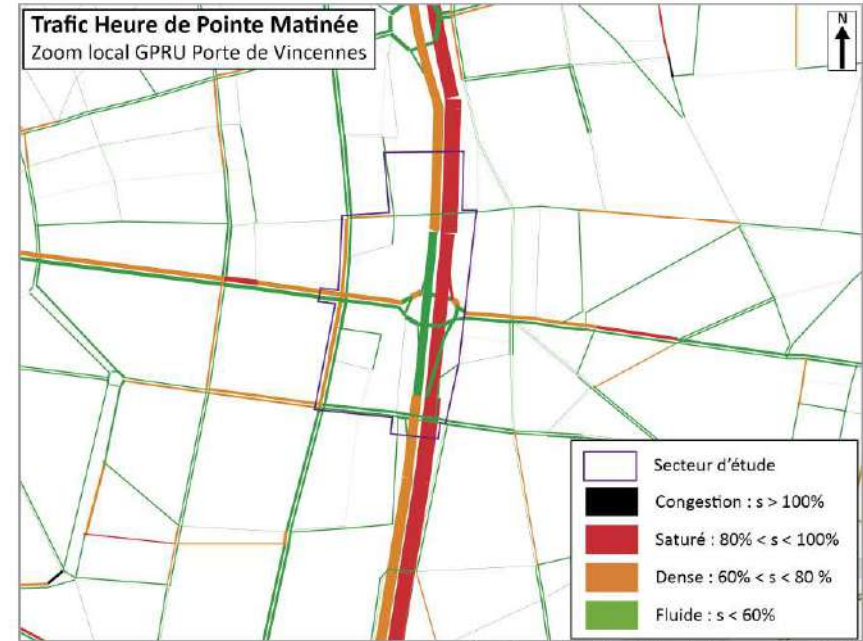 Trafic Heure de Pointe Matinée
Zoom local GPRU Porte de Vincennes
N
Secteur d'étude
Congestion : s > 100%
Saturé : 80% < s < 100%
Dense : 60% < s < 80 %
Fluide : s < 60%